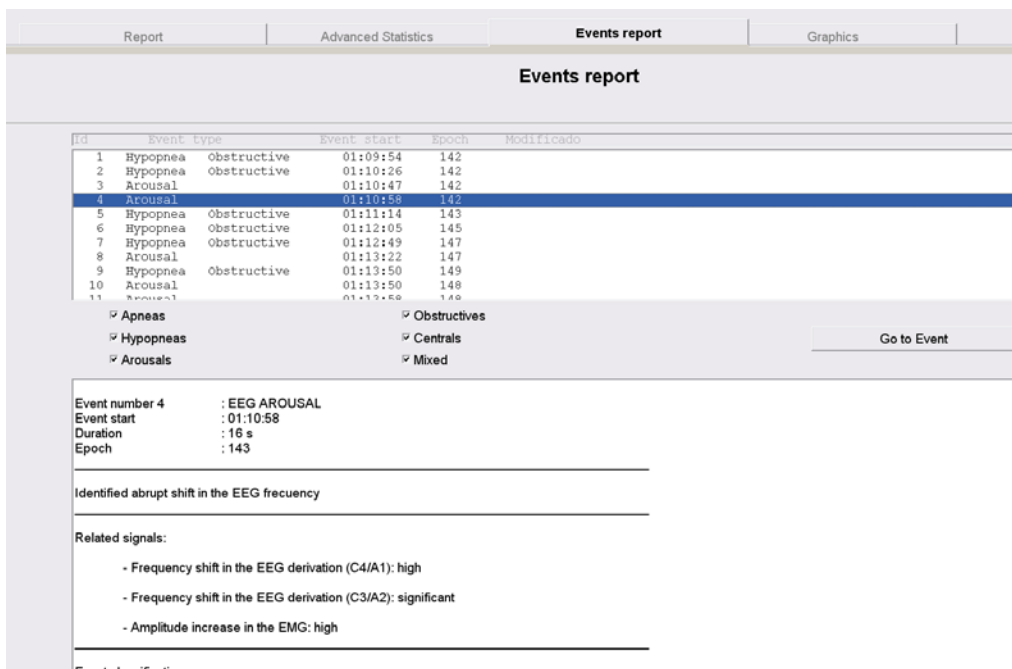 Report Advanced Statistics Events report Graphics
Events report
Id Event type Event start Epoch Modificado
1 Hypopnea Obstructive 01:09:54 142
2 Hypopnea Obstructive 01:10:26 142
3 Arousal 01:10:47 142
4 Arousal 01:10:58 142
5 Hypopnea Obstructive 01:11:14 143
6 Hypopnea Obstructive 01:12:05 145
7 Hypopnea Obstructive 01:12:49 147
8 Arousal 01:13:22 147
9 Hypopnea Obstructive 01:13:50 149
10 Arousal 01:13:50 148
11 Arousal 01:13:58
Apneas Obstructives
Hypopneas Centrals Go to Event
Arousals Mixed
Event number 4 : EEG AROUSAL
Event start : 01:10:58
Duration : 16 s
Epoch : 143
Identified abrupt shift in the EEG frecuency
Related signals:
- Frequency shift in the EEG derivation (C4/A1): high
- Frequency shift in the EEG derivation (C3/A2): significant
- Amplitude increase in the EMG: high